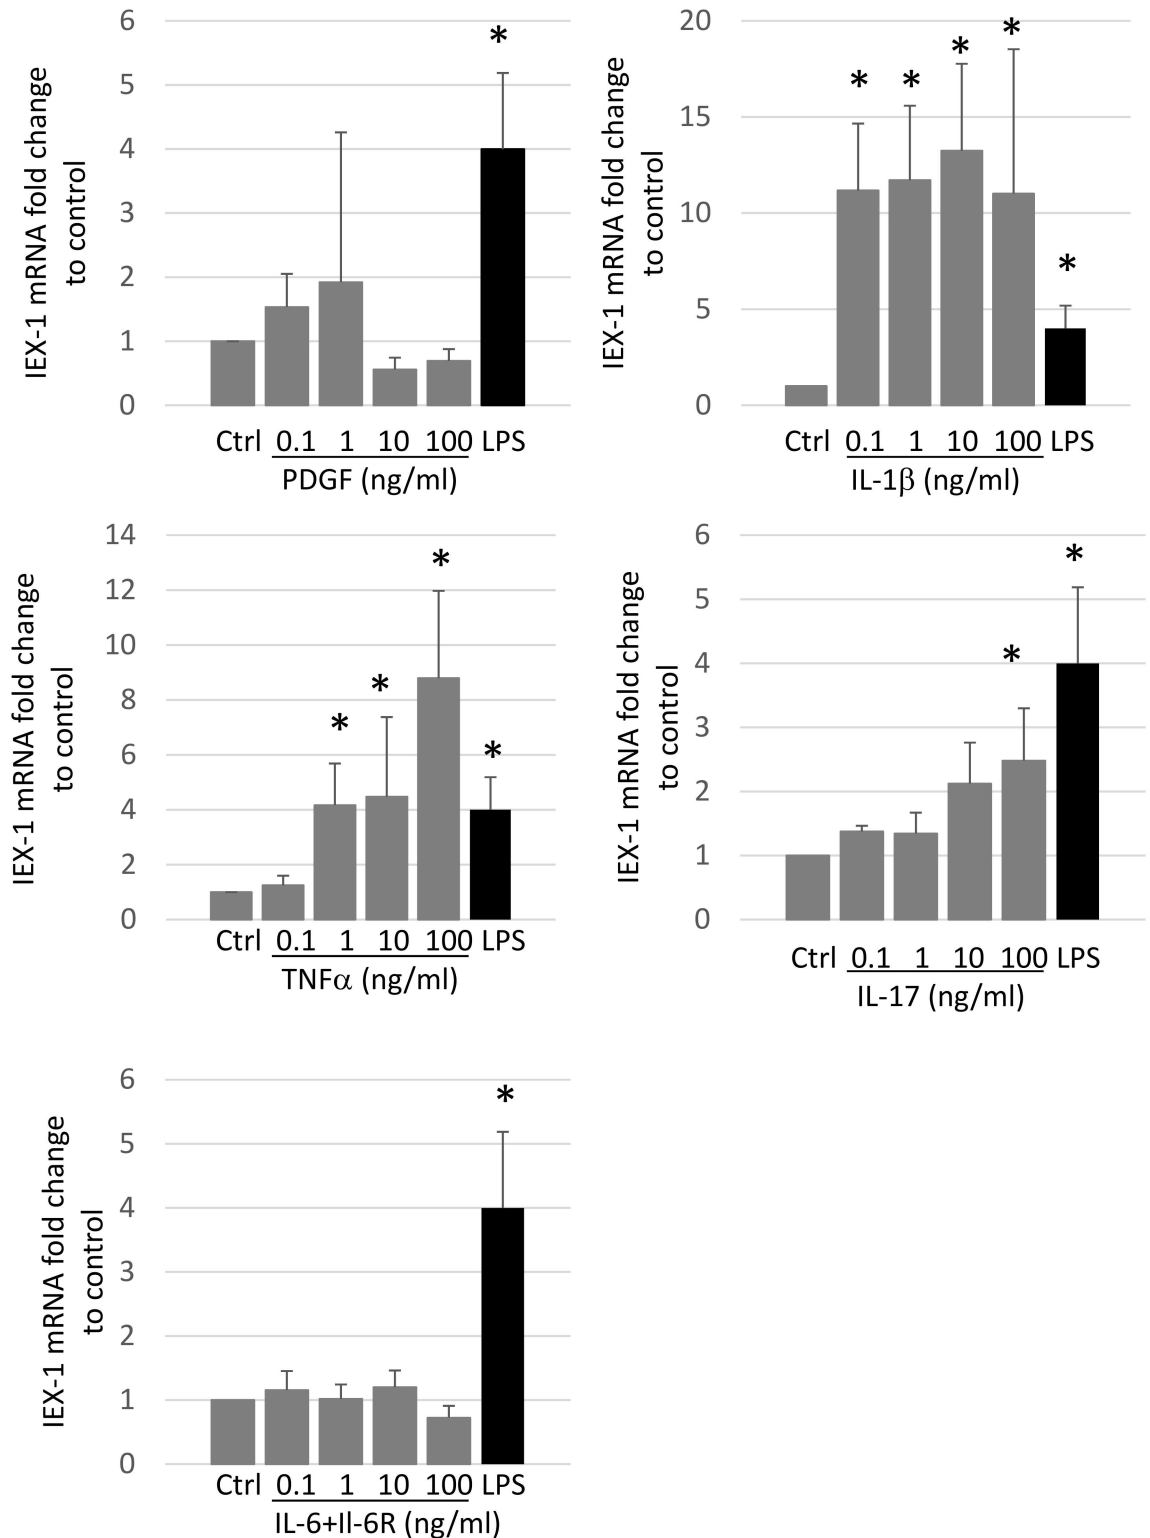 IEX-1 mRNA fold change
to control
6
5
4
3
2
1
0
*
Ctrl 0.1 1 10 100 LPS
PDGF (ng/ml)
IEX-1 mRNA fold change
to control
20
15
10
5
0
* * * * *
Ctrl 0.1 1 10 100 LPS
IL-1β (ng/ml)
IEX-1 mRNA fold change
to control
14
12
10
8
6
4
2
0
* * * *
Ctrl 0.1 1 10 100 LPS
TNFα (ng/ml)
IEX-1 mRNA fold change
to control
6
5
4
3
2
1
0
* *
Ctrl 0.1 1 10 100 LPS
IL-17 (ng/ml)
IEX-1 mRNA fold change
to control
6
5
4
3
2
1
0
*
Ctrl 0.1 1 10 100 LPS
IL-6+Il-6R (ng/ml)